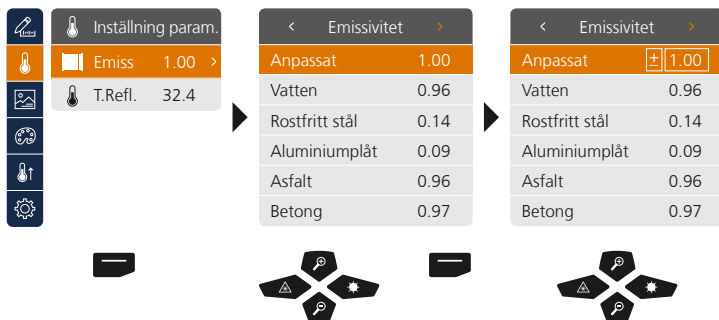 Inställning param.
Emiss 1.00 >
T.Refl. 32.4
< Emissivitet >
Anpassat 1.00
Vatten 0.96
Rostfritt stål 0.14
Aluminiumplåt 0.09
Asfalt 0.96
Betong 0.97
< Emissivitet >
Anpassat ± 1.00
Vatten 0.96
Rostfritt stål 0.14
Aluminiumplåt 0.09
Asfalt 0.96
Betong 0.97